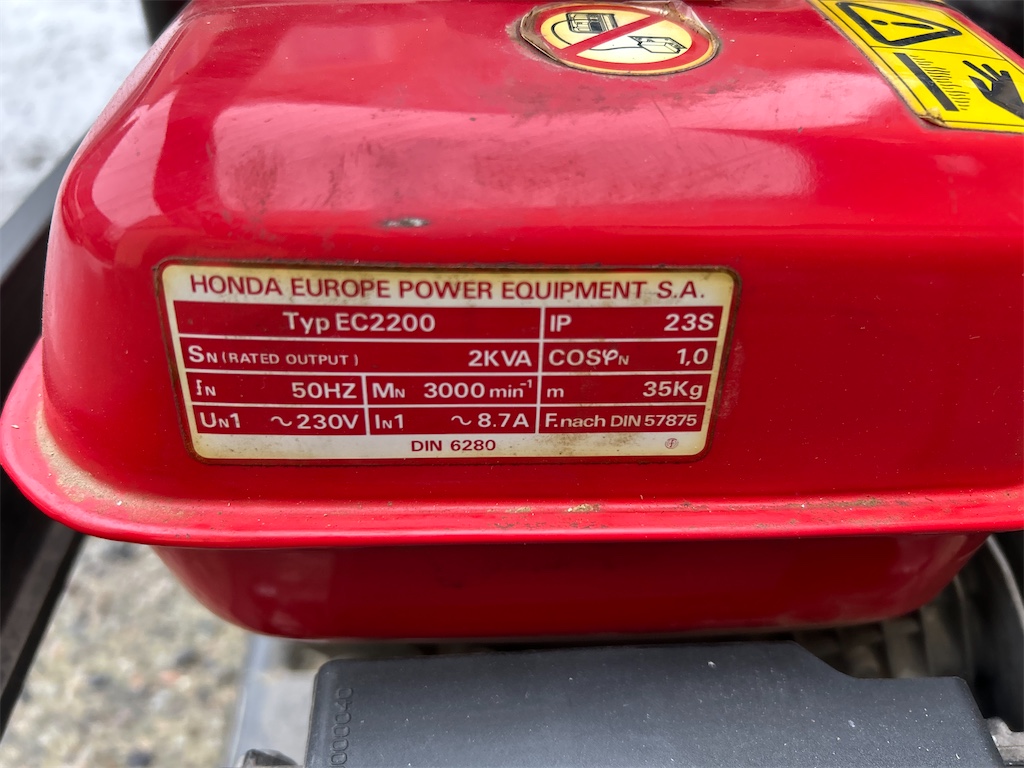 HONDA EUROPE POWER EQUIPMENT S.A.
Typ EC2200 IP 23S
SN (RATED OUTPUT) 2KVA COSφN 1,0
fN 50HZ MN 3000 min⁻¹ m 35Kg
UN1 ~230V IN1 ~8.7A F.nach DIN 57875
DIN 6280